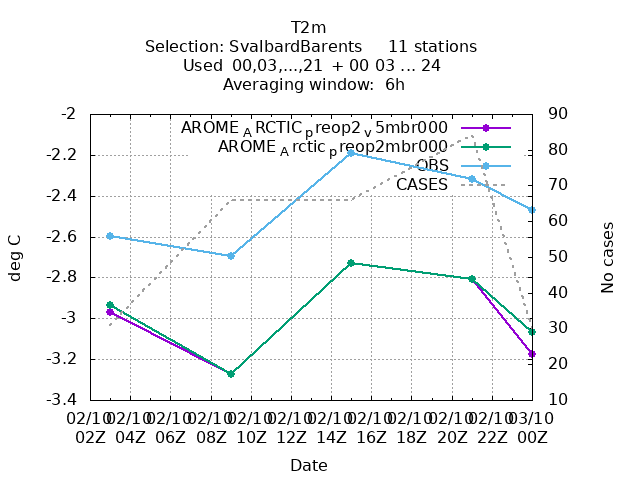 T2m
Selection: SvalbardBarents 11 stations
Used 00,03,...,21 + 00 03 ... 24
Averaging window: 6h
AROME_ARCTIC_preop2_v5mbr000
AROME_Arctic_preop2mbr000
OBS
CASES
-2
-2.2
-2.4
-2.6
-2.8
-3
-3.2
-3.4
deg C
90
80
70
60
50
40
30
20
10
No cases
02/10 02/10 02/10 02/10 02/10 02/10 02/10 02/10 02/10 02/10 02/10 03/10
02Z 04Z 06Z 08Z 10Z 12Z 14Z 16Z 18Z 20Z 22Z 00Z
Date